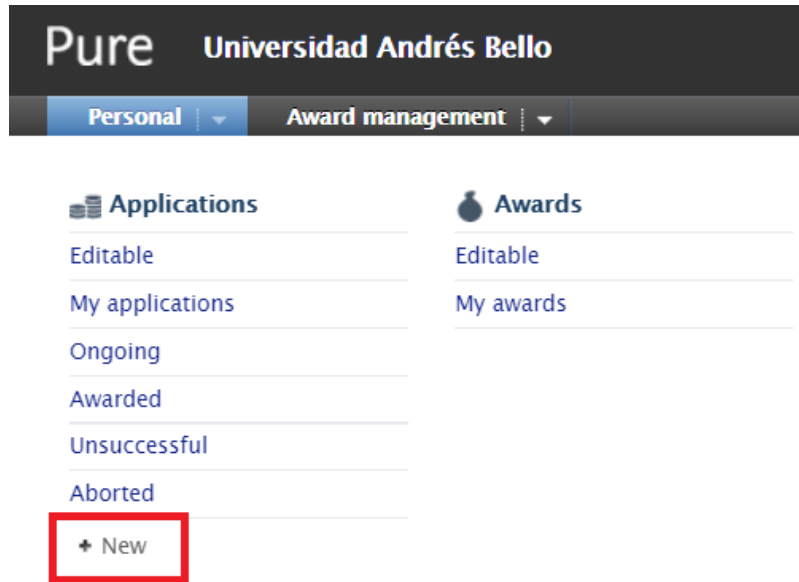 Pure Universidad Andrés Bello
Personal Award management
Applications
Editable
My applications
Ongoing
Awarded
Unsuccessful
Aborted
+ New
Awards
Editable
My awards